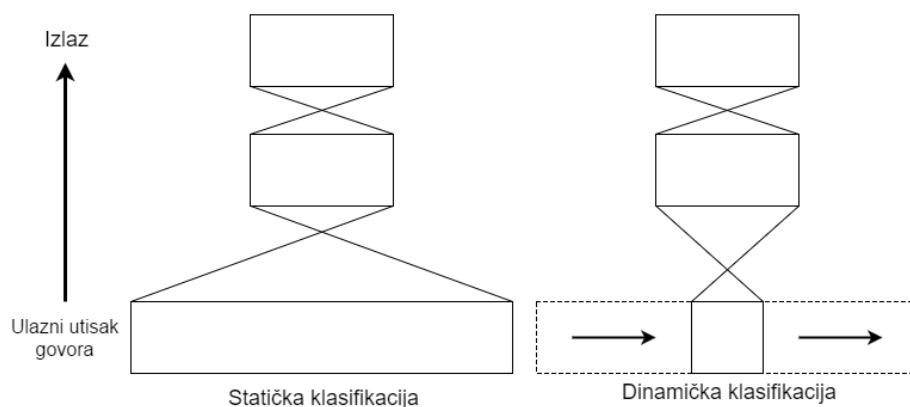 Izlaz
Ulazni utisak
govora
Statička klasifikacija
Dinamička klasifikacija